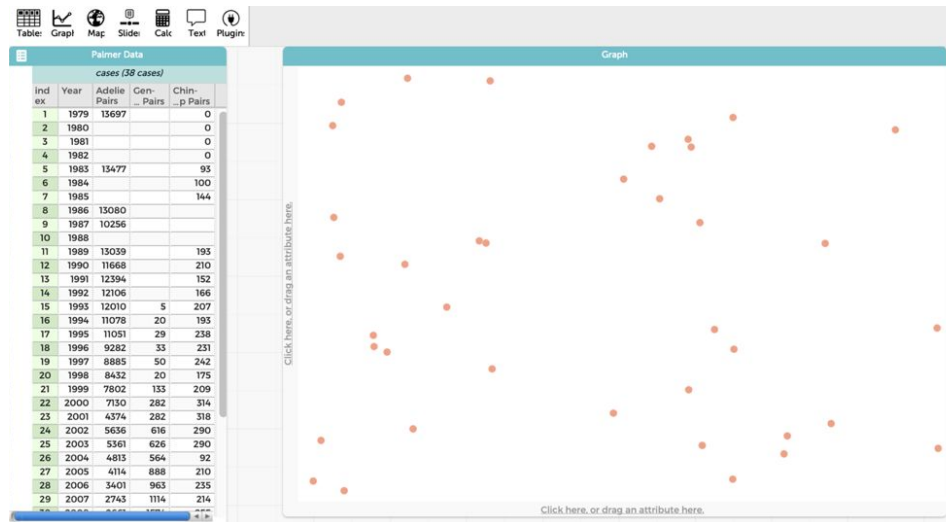 Table: Graph Map Slide: Calc Text Plugin:
Palmer Data
cases (38 cases)
ind ex Year Adelie Pairs Gen- _ Pairs Chin- _p Pairs
1 1979 13697 0
2 1980 0
3 1981 0
4 1982 0
5 1983 13477 93
6 1984 100
7 1985 144
8 1986 13080
9 1987 10256
10 1988
11 1989 13039 193
12 1990 11668 210
13 1991 12394 152
14 1992 12106 166
15 1993 12010 5 207
16 1994 11078 20 193
17 1995 11051 29 238
18 1996 9282 33 231
19 1997 8885 50 242
20 1998 8432 20 175
21 1999 7802 133 209
22 2000 7130 282 314
23 2001 4374 282 318
24 2002 5636 616 290
25 2003 5361 626 290
26 2004 4813 564 92
27 2005 4114 888 210
28 2006 3401 963 235
29 2007 2743 1114 214
Graph
Click here, or drag an attribute here.
Click here, or drag an attribute here.